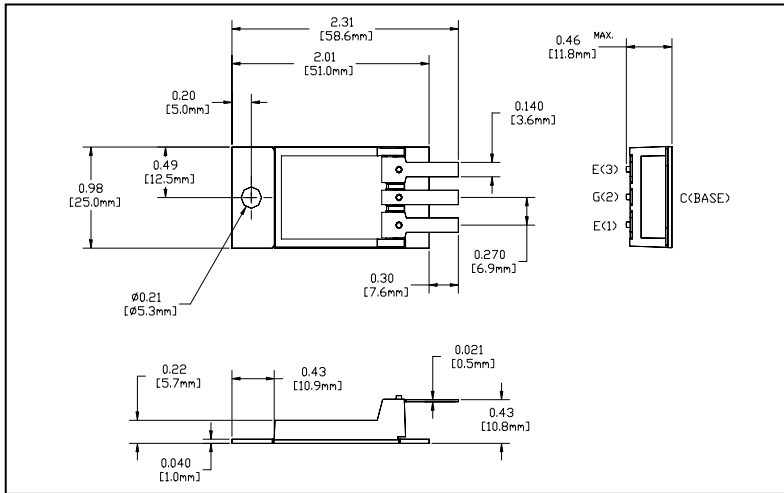 2.31
[58.6mm]
2.01
[51.0mm]
0.46 MAX.
[11.8mm]
0.20
[5.0mm]
0.140
[3.6mm]
0.49
[12.5mm]
0.98
[25.0mm]
E(3)
G(2)
E(1)
C(BASE)
0.270
[6.9mm]
0.30
[7.6mm]
Ø0.21
[Ø5.3mm]
0.22
[5.7mm]
0.43
[10.9mm]
0.021
[0.5mm]
0.43
[10.8mm]
0.040
[1.0mm]